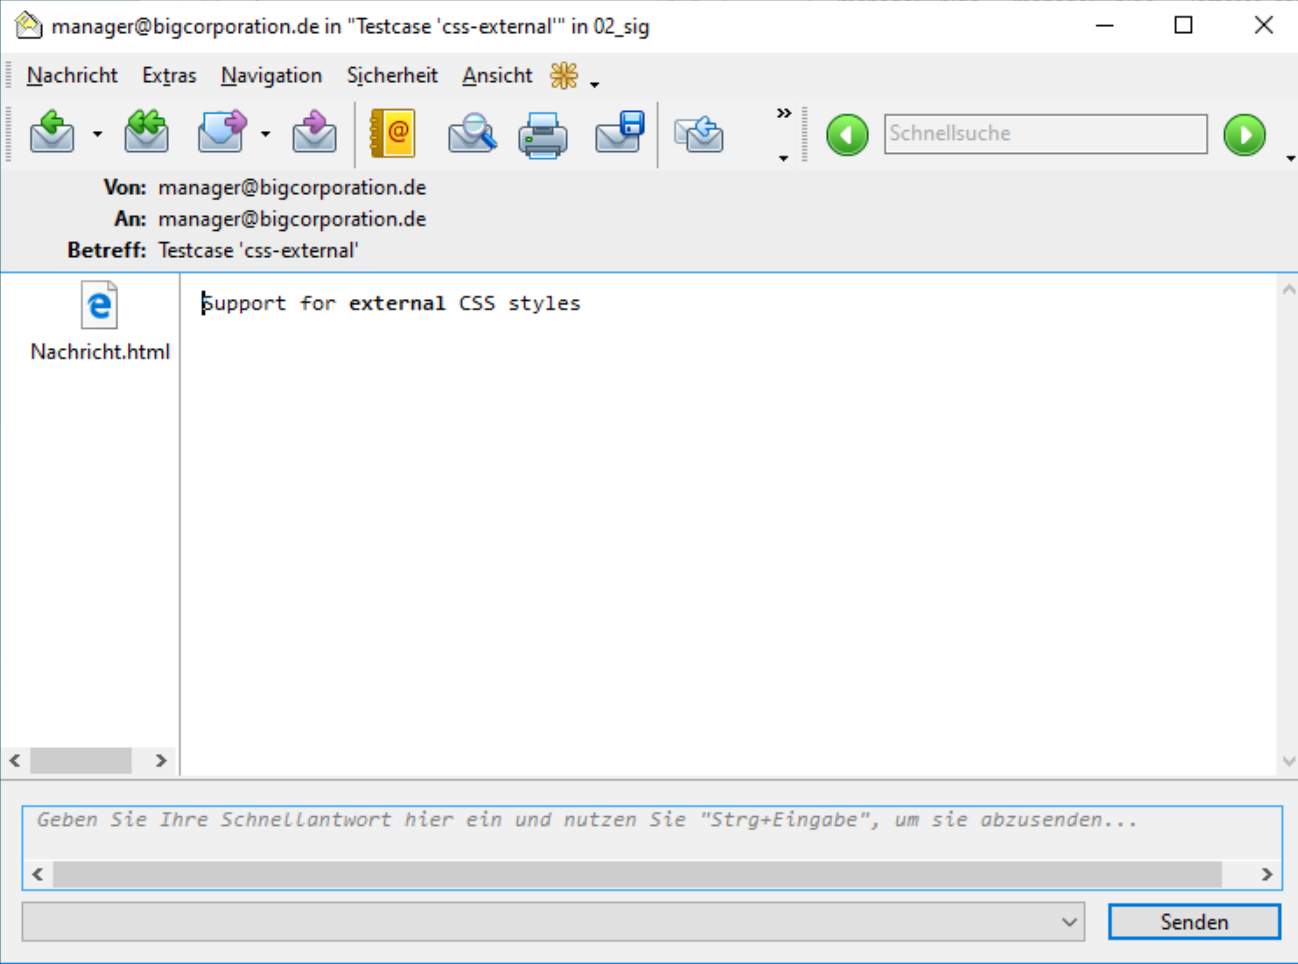 manager@bigcorporation.de in "Testcase 'css-external'" in 02_sig
Nachricht Extras Navigation Sicherheit Ansicht
@ » Schnellsuche
Von: manager@bigcorporation.de
An: manager@bigcorporation.de
Betreff: Testcase 'css-external'
Support for external CSS styles
Nachricht.html
Geben Sie Ihre Schnellantwort hier ein und nutzen Sie "Strg+Eingabe", um sie abzusenden...
Senden